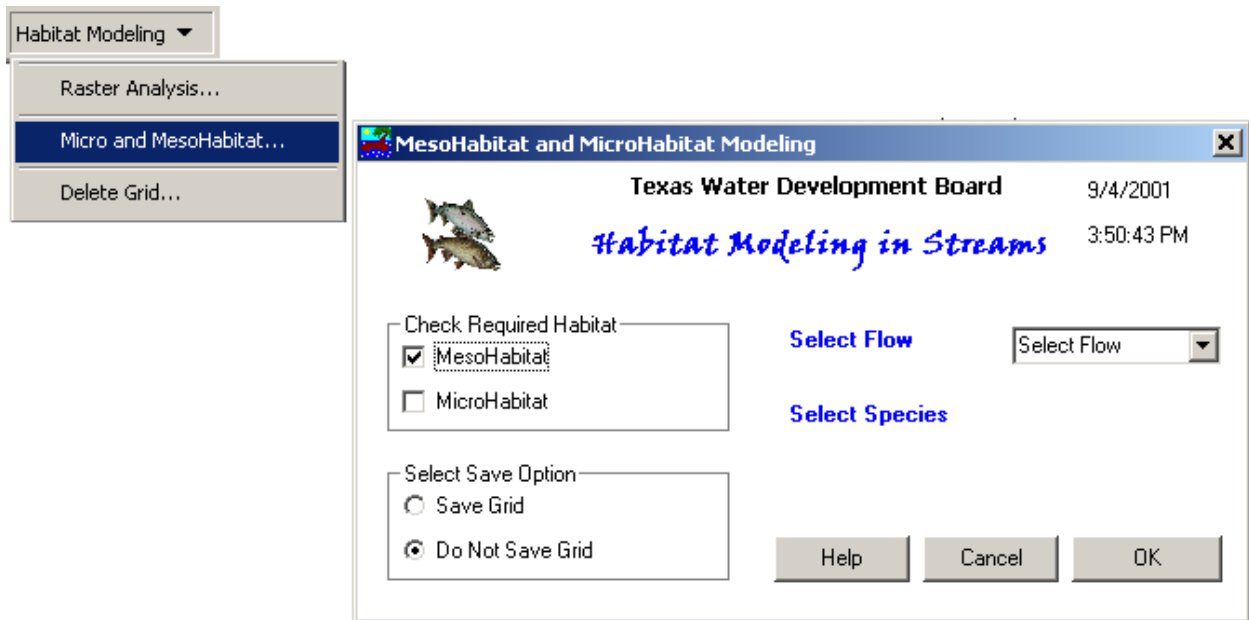 Habitat Modeling
Raster Analysis...
Micro and MesoHabitat...
Delete Grid...
MesoHabitat and MicroHabitat Modeling
Texas Water Development Board
9/4/2001
Habitat Modeling in Streams
3:50:43 PM
Check Required Habitat
MesoHabitat
MicroHabitat
Select Flow
Select Flow
Select Species
Select Save Option
Save Grid
Do Not Save Grid
Help
Cancel
OK